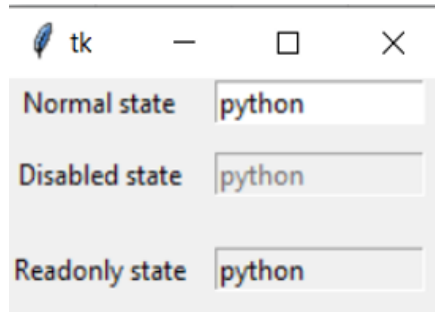 tk
Normal state python
Disabled state python
Readonly state python